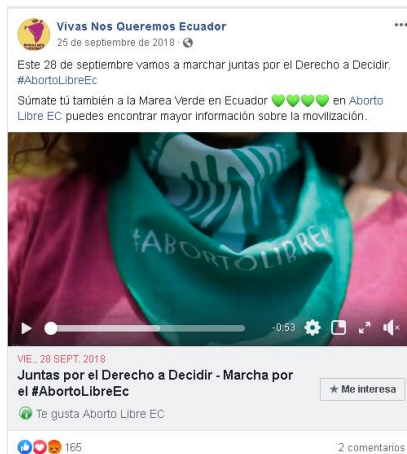 Vivas Nos Queremos Ecuador
25 de septiembre de 2018 ·
Este 28 de septiembre vamos a marchar juntas por el Derecho a Decidir.
#AbortoLibreEc
Súmate tú también a la Marea Verde en Ecuador 💚💚💚💚 en Aborto
Libre EC puedes encontrar mayor información sobre la movilización.
#ABORTOLIBREE
-0:53
VIE., 28 SEPT. 2018
Juntas por el Derecho a Decidir - Marcha por
el #AbortoLibreEc
★ Me interesa
Te gusta Aborto Libre EC
165
2 comentarios